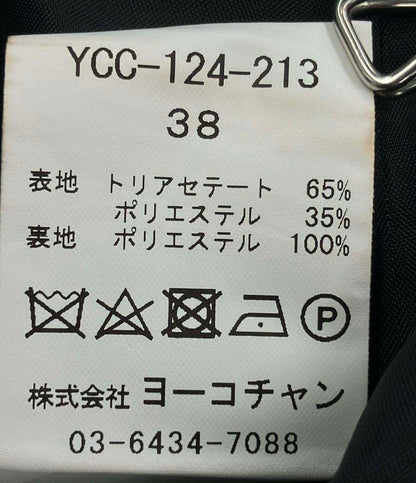 YCC-124-213
38
表地 トリアセテート 65%
ポリエステル 35%
裏地 ポリエステル 100%
P
株式会社 ヨーコチャン
03-6434-7088